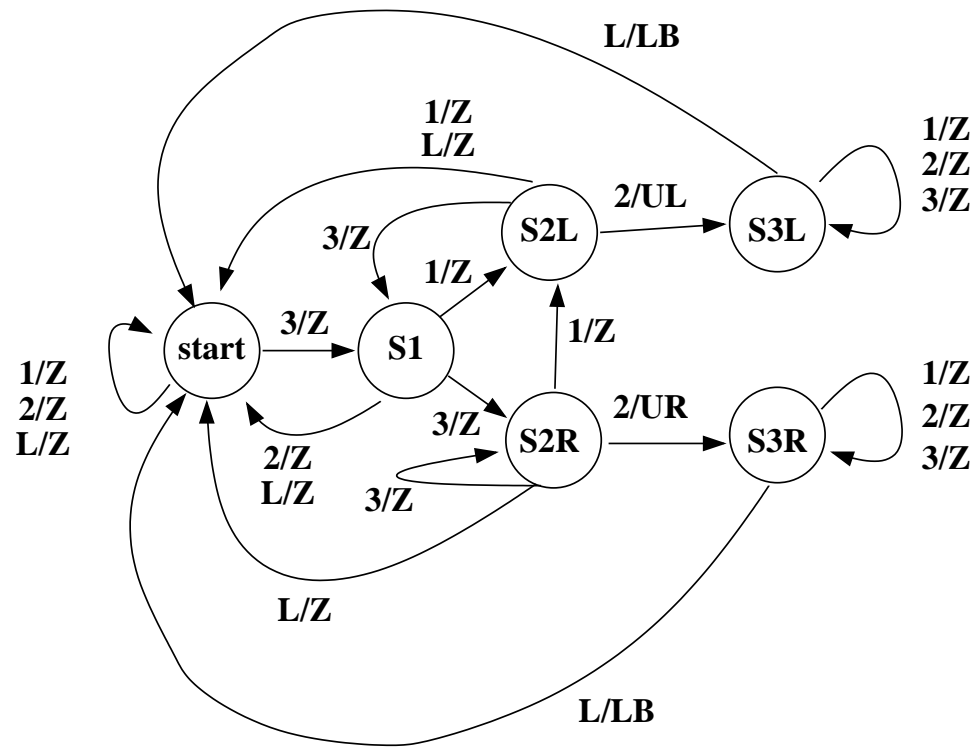 L/LB
1/Z
L/Z
1/Z
2/Z
3/Z
2/UL
S2L
S3L
3/Z
1/Z
3/Z
start
S1
1/Z
1/Z
2/Z
L/Z
1/Z
2/Z
3/Z
2/UR
3/Z
S2R
S3R
2/Z
L/Z
3/Z
L/Z
L/LB